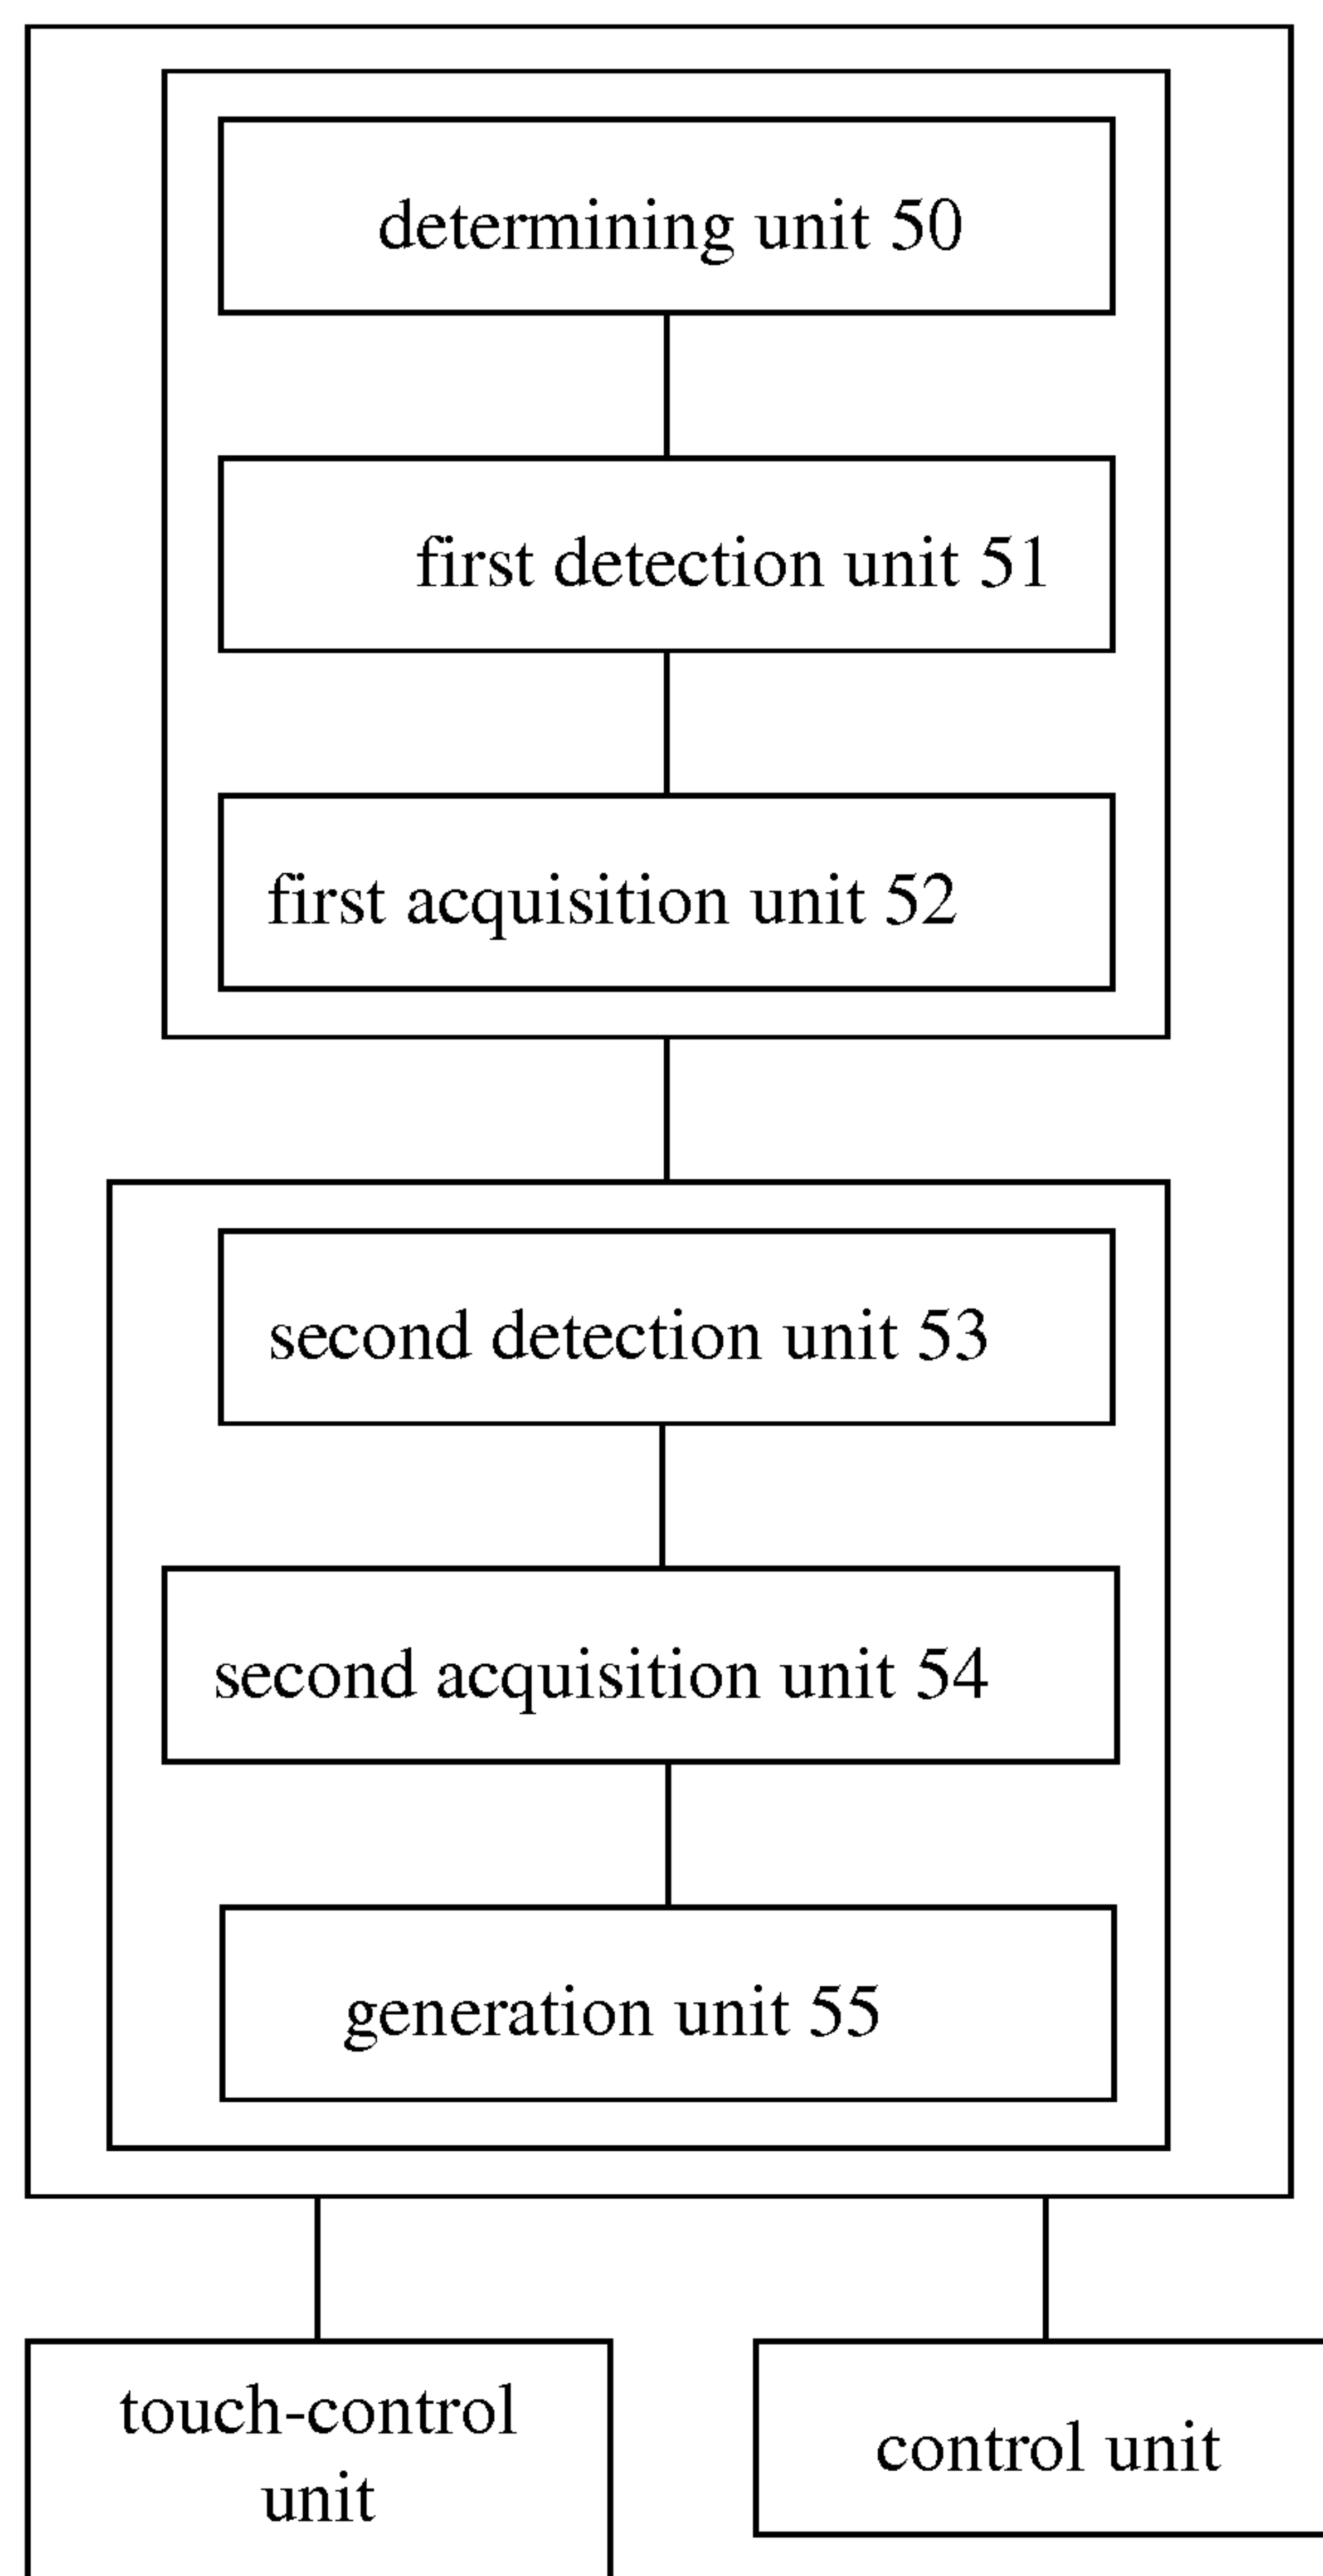 determining unit 50
first detection unit 51
first acquisition unit 52
second detection unit 53
second acquisition unit 54
generation unit 55
touch-control
unit
control unit